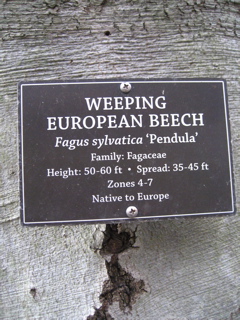 WEEPING
EUROPEAN BEECH
Fagus sylvatica ‘Pendula’
Family: Fagaceae
Height: 50-60 ft • Spread: 35-45 ft
Zones 4-7
Native to Europe